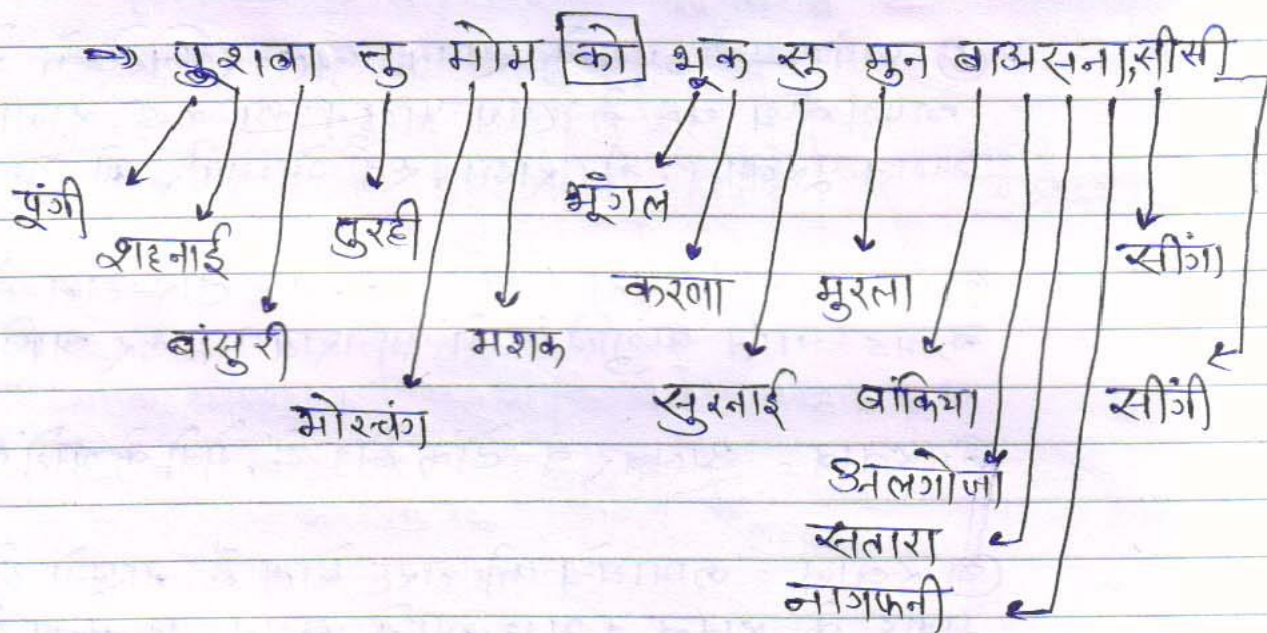 ⇒ पूशबा तु मोम को भूक सु मुन बाअसना,सीसी
पूंगी शहनाई तुरही भूँगल सींगा
करणा मुरला
बांसुरी मशक
मोरचंग सुरनाई बांकिया सींगी
अलगोजा
सतारा
नागफनी